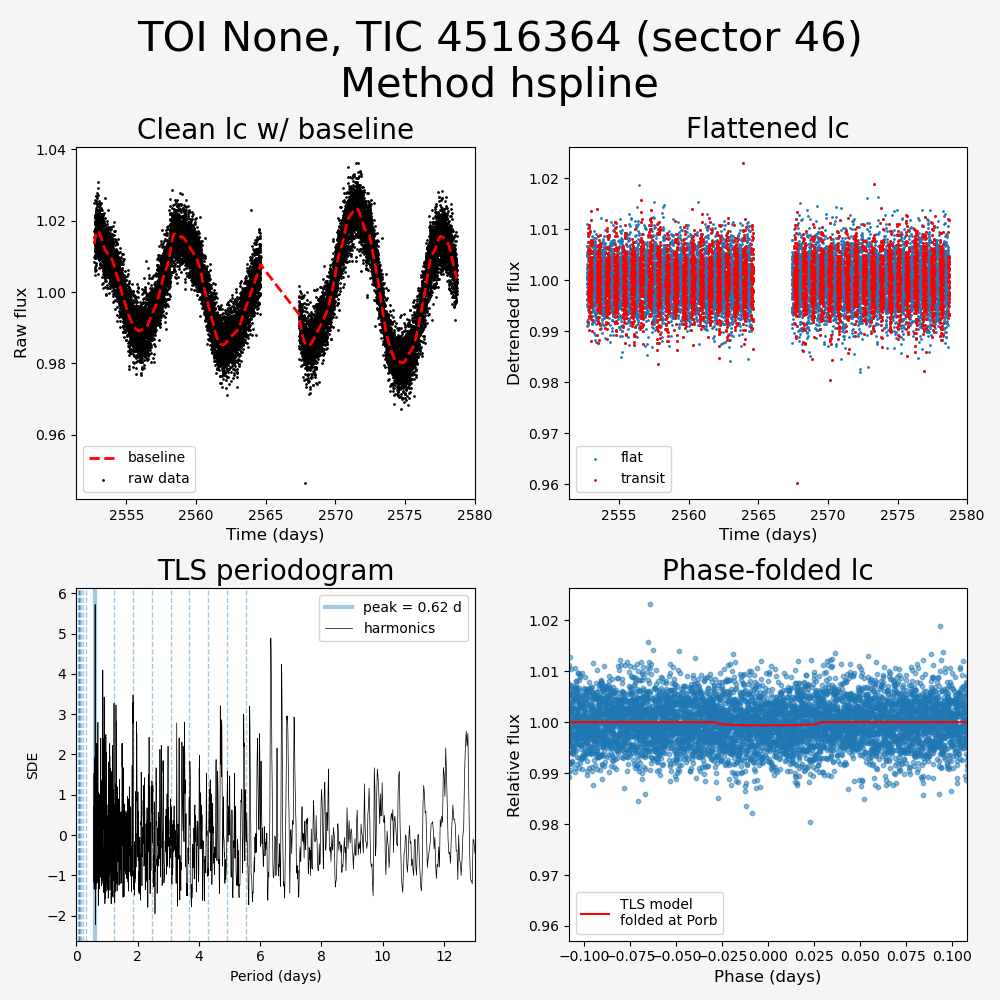 TOI None, TIC 4516364 (sector 46)
Method hspline
Clean lc w/ baseline
Raw flux
1.04
1.02
1.00
0.98
0.96
baseline
raw data
2555
2560
2565
2570
2575
2580
Time (days)
Flattened lc
Detrended flux
1.02
1.01
1.00
0.99
0.98
0.97
0.96
flat
transit
2555
2560
2565
2570
2575
2580
Time (days)
TLS periodogram
SDE
6
5
4
3
2
1
0
−1
−2
peak = 0.62 d
harmonics
0
2
4
6
8
10
12
Period (days)
Phase-folded lc
Relative flux
1.02
1.01
1.00
0.99
0.98
0.97
0.96
TLS model
folded at Porb
−0.100
−0.075
−0.050
−0.025
0.000
0.025
0.050
0.075
0.100
Phase (days)